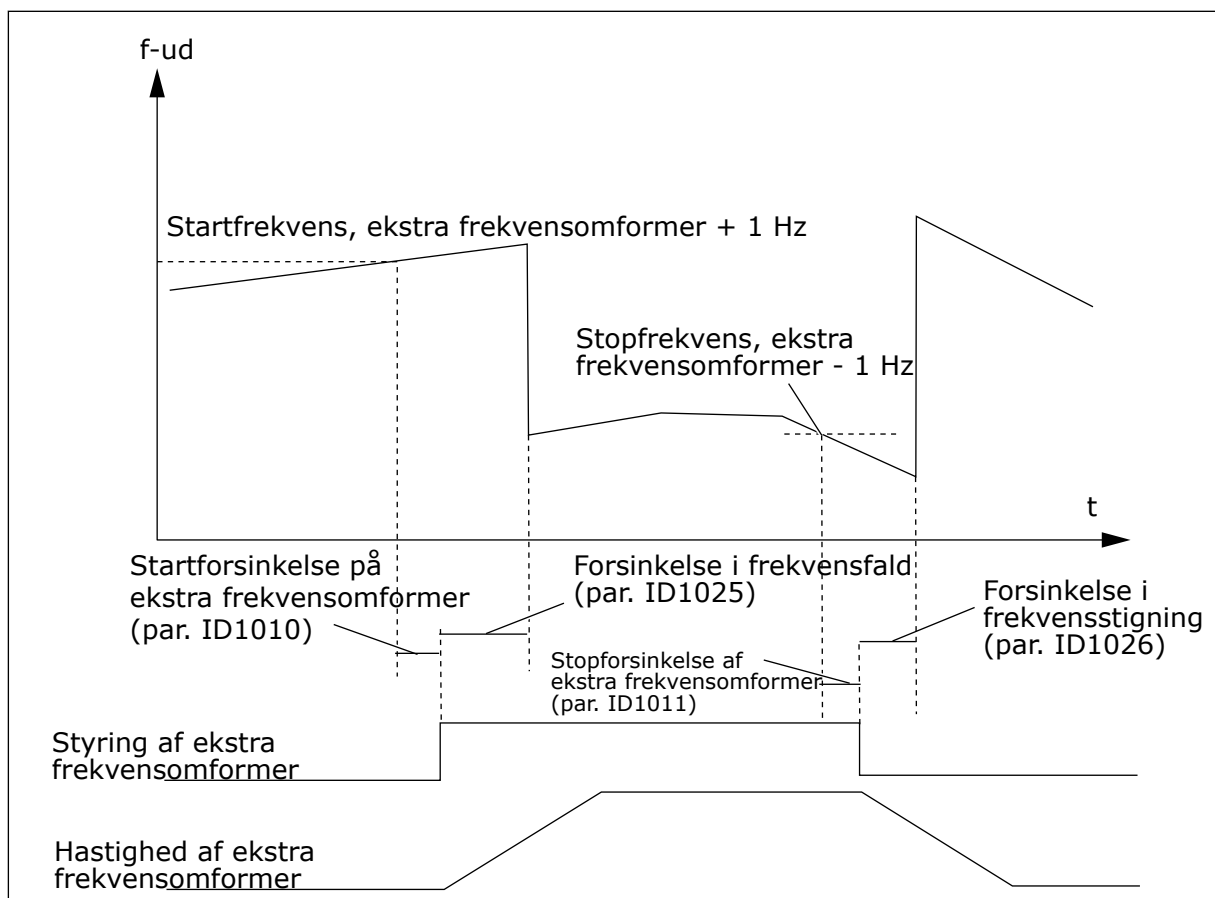 f-ud
Startfrekvens, ekstra frekvensomformer + 1 Hz
Stopfrekvens, ekstra
frekvensomformer - 1 Hz
t
Startforsinkelse på
ekstra frekvensomformer
(par. ID1010)
Forsinkelse i frekvensfald
(par. ID1025)
Forsinkelse i
frekvensstigning
(par. ID1026)
Stopforsinkelse af
ekstra frekvensomformer
(par. ID1011)
Styring af ekstra
frekvensomformer
Hastighed af ekstra
frekvensomformer